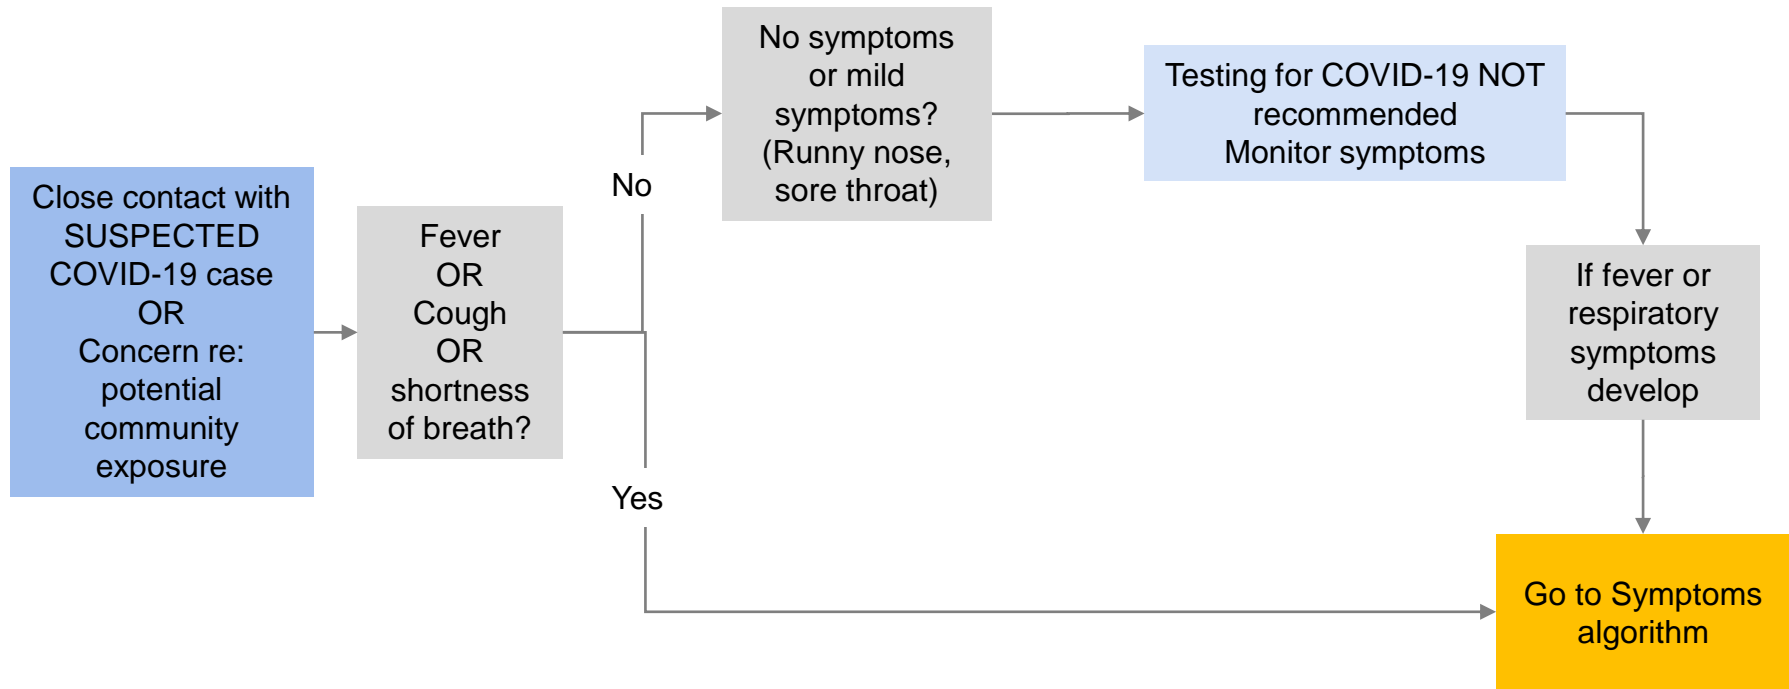 Close contact with
SUSPECTED
COVID-19 case
OR
Concern re:
potential
community
exposure
Fever
OR
Cough
OR
shortness
of breath?
No
No symptoms
or mild
symptoms?
(Runny nose,
sore throat)
Testing for COVID-19 NOT
recommended
Monitor symptoms
If fever or
respiratory
symptoms
develop
Yes
Go to Symptoms
algorithm